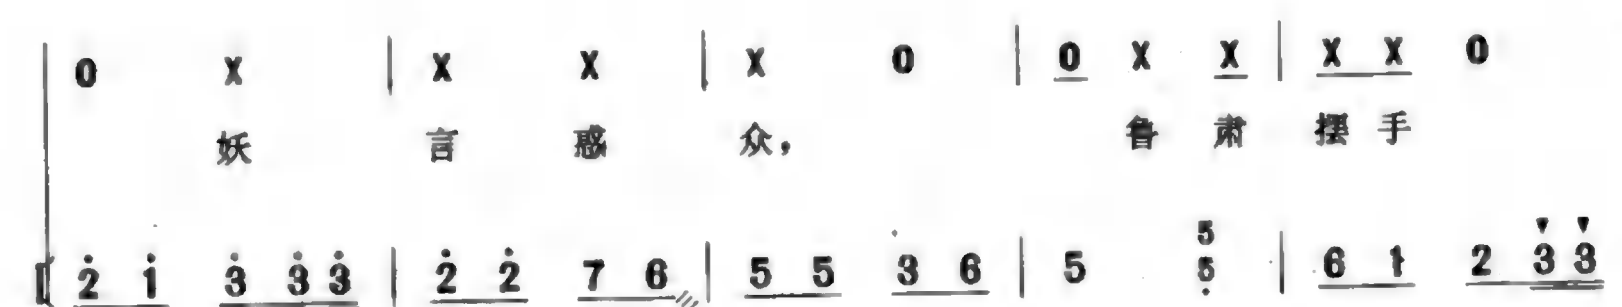 0 X | X X | X 0 | 0 X X | X X 0
妖 言 惑 众， 鲁 肃 摆 手
2 1 3 3 3 | 2 2 7 6 | 5 5 3 6 | 5 5 5 | 6 1 2 3 3